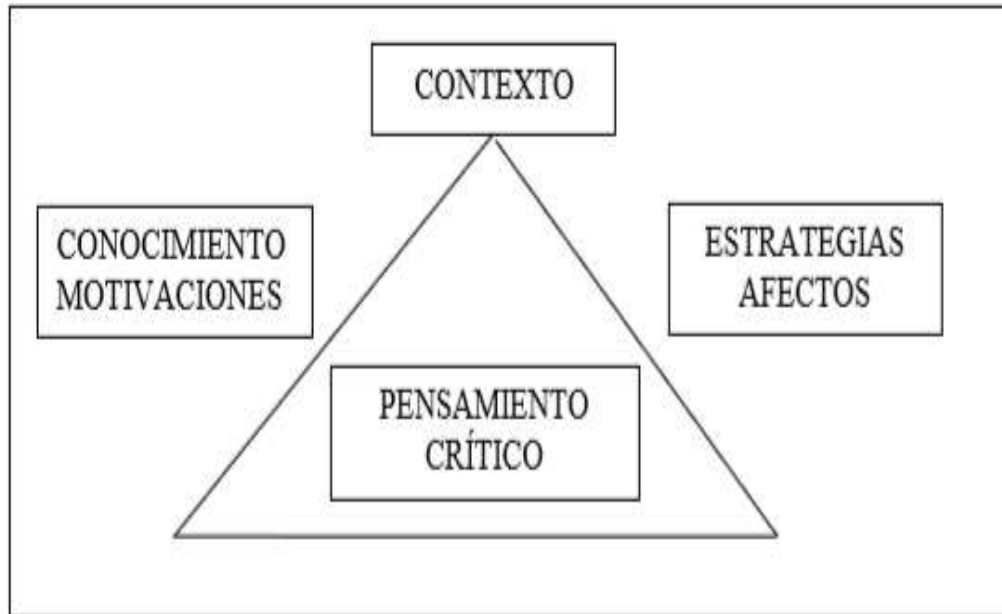 CONTEXTO
CONOCIMIENTO
MOTIVACIONES
ESTRATEGIAS
AFECTOS
PENSAMIENTO
CRÍTICO